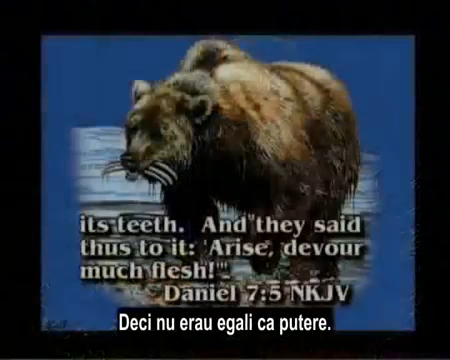 its teeth. And they said
thus to it: 'Arise, devour
much flesh!'"
Daniel 7:5 NKJV
Deci nu erau egali ca putere.